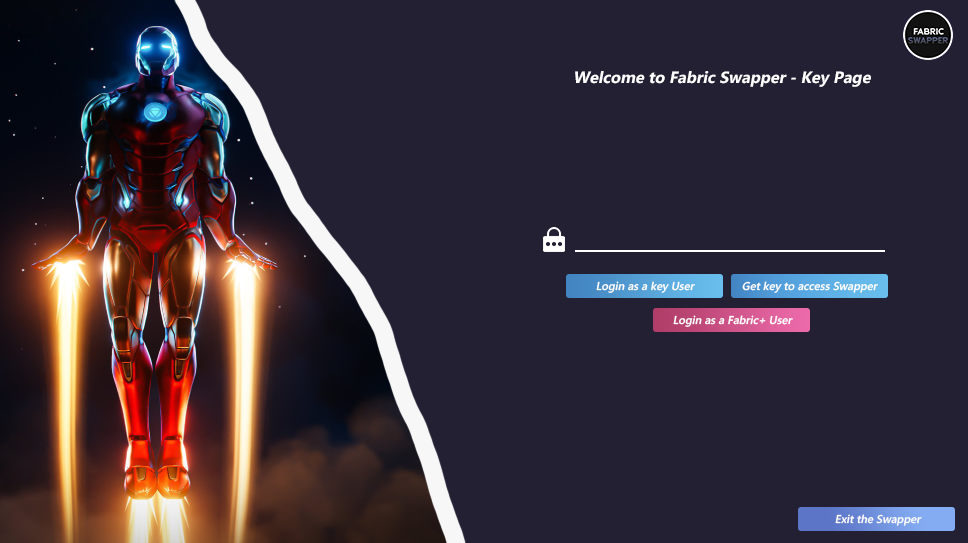 FABRIC
SWAPPER
Welcome to Fabric Swapper - Key Page
Login as a key User
Get key to access Swapper
Login as a Fabric+ User
Exit the Swapper